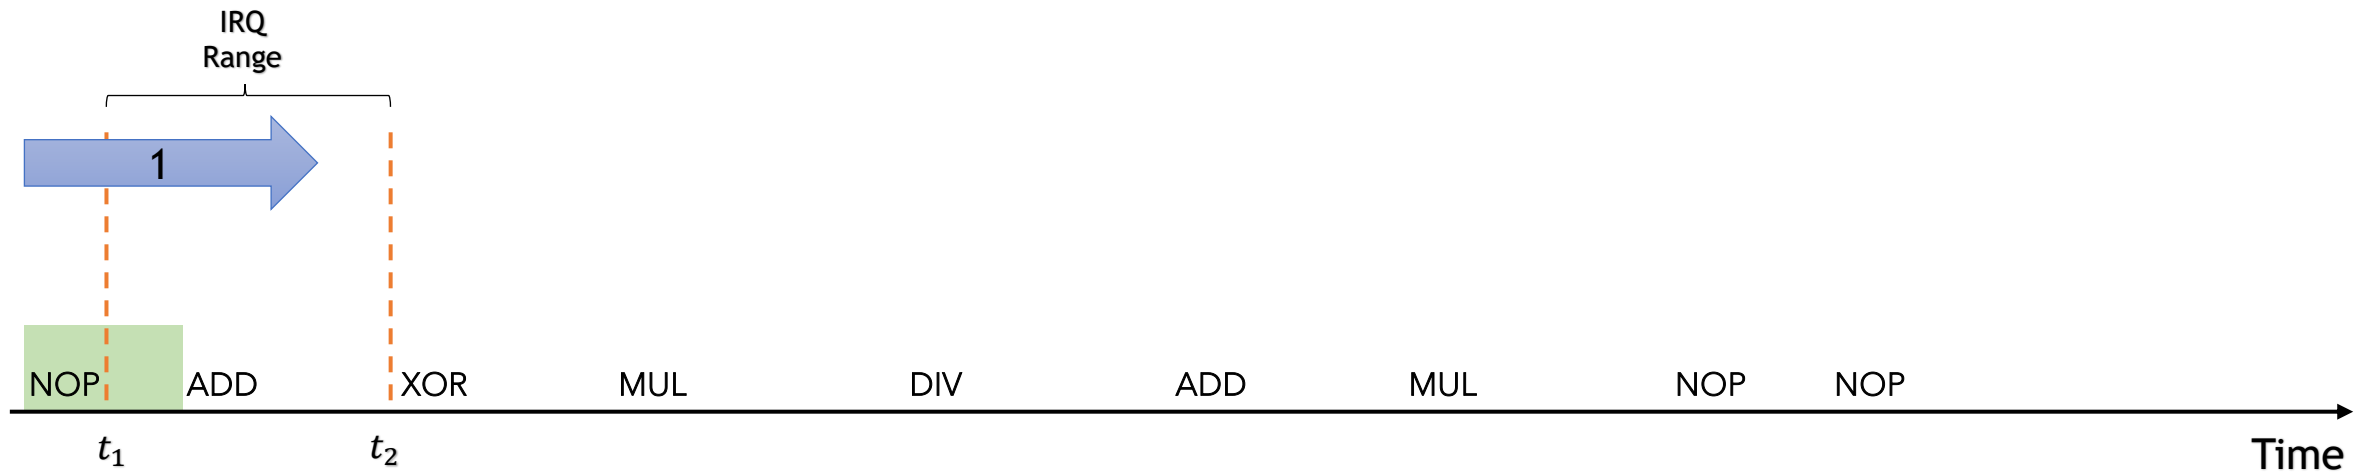 IRQ
Range
1
NOP ADD XOR MUL DIV ADD MUL NOP NOP
t₁ t₂
Time